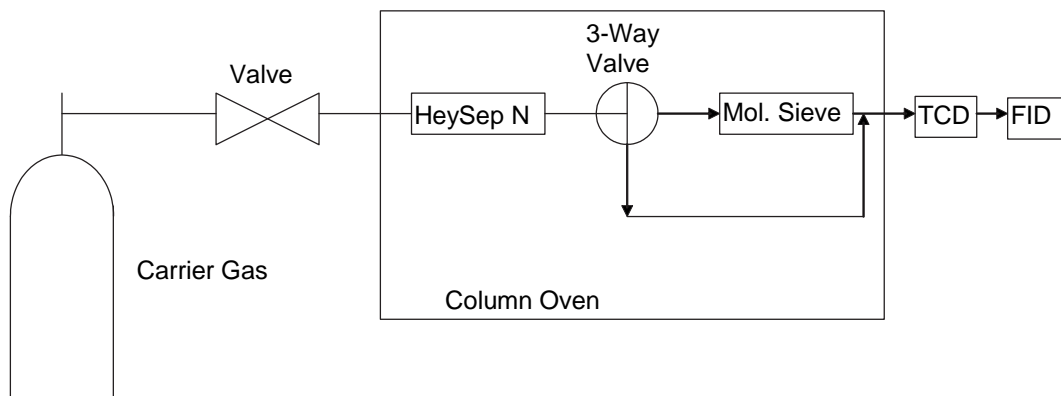 3-Way
Valve
Valve
HeySep N
Mol. Sieve
TCD
FID
Carrier Gas
Column Oven